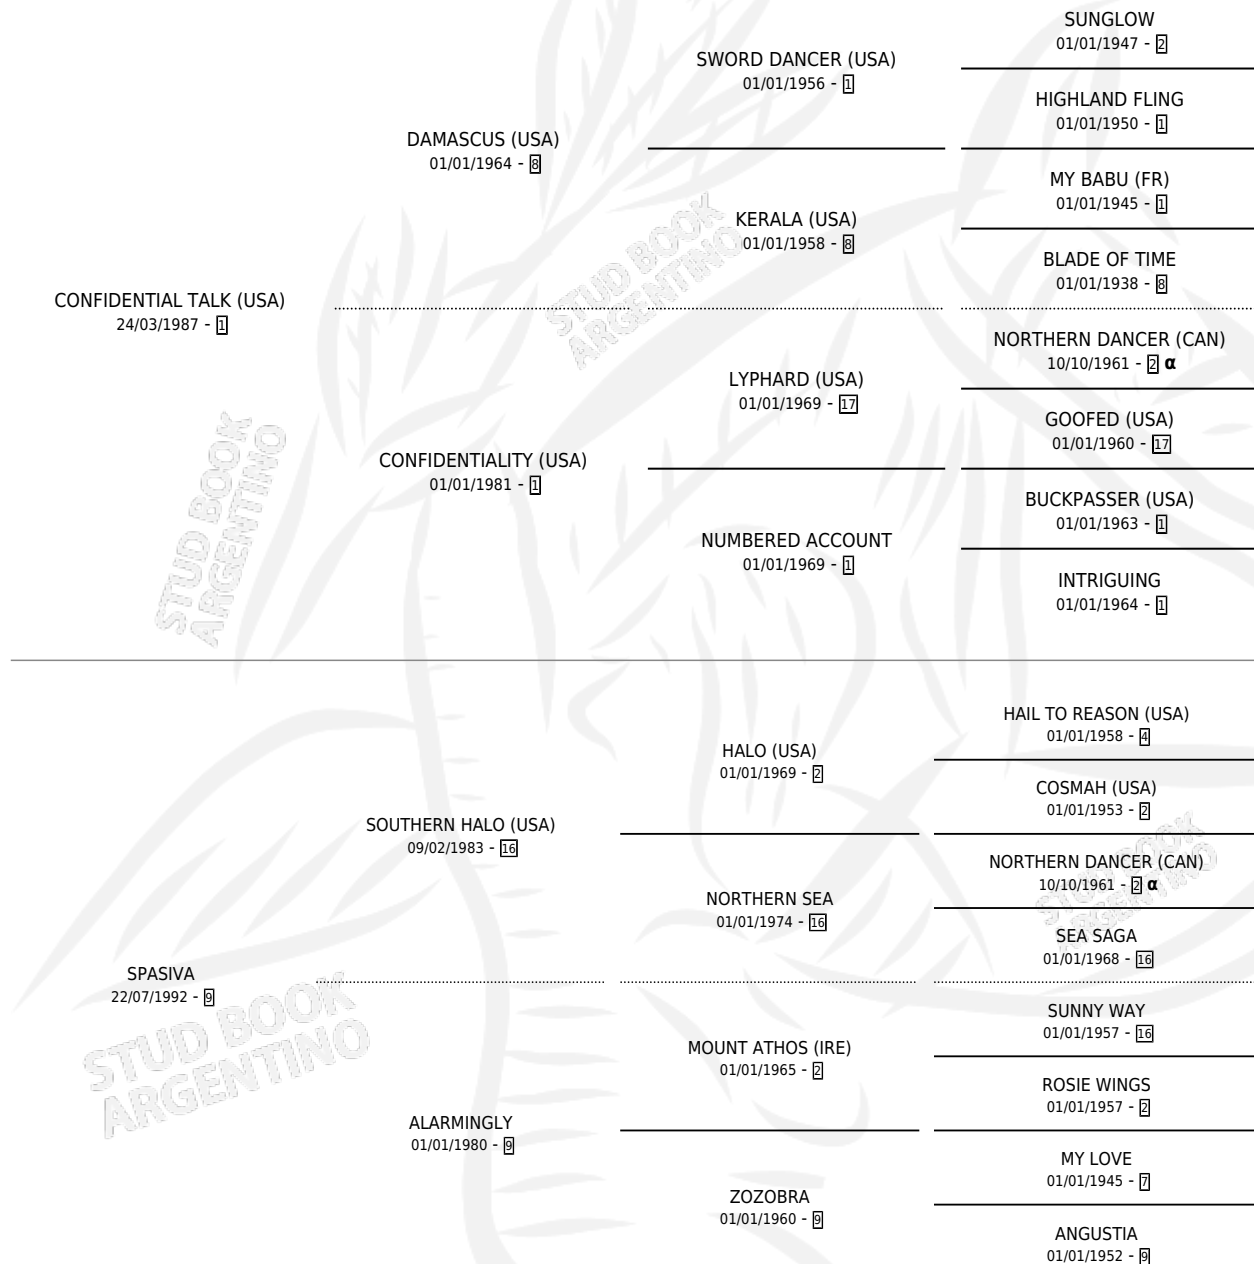 SUNGLOW
01/01/1947 - 2
SWORD DANCER (USA)
01/01/1956 - 1
HIGHLAND FLING
01/01/1950 - 1
DAMASCUS (USA)
01/01/1964 - 8
MY BABU (FR)
01/01/1945 - 1
KERALA (USA)
01/01/1958 - 8
BLADE OF TIME
01/01/1938 - 8
CONFIDENTIAL TALK (USA)
24/03/1987 - 1
NORTHERN DANCER (CAN)
10/10/1961 - 2 α
LYPHARD (USA)
01/01/1969 - 17
GOOFED (USA)
01/01/1960 - 17
CONFIDENTIALITY (USA)
01/01/1981 - 1
BUCKPASSER (USA)
01/01/1963 - 1
NUMBERED ACCOUNT
01/01/1969 - 1
INTRIGUING
01/01/1964 - 1
HAIL TO REASON (USA)
01/01/1958 - 4
HALO (USA)
01/01/1969 - 2
COSMAH (USA)
01/01/1953 - 2
SOUTHERN HALO (USA)
09/02/1983 - 16
NORTHERN DANCER (CAN)
10/10/1961 - 2 α
NORTHERN SEA
01/01/1974 - 16
SEA SAGA
01/01/1968 - 16
SPASIVA
22/07/1992 - 9
SUNNY WAY
01/01/1957 - 16
MOUNT ATHOS (IRE)
01/01/1965 - 2
ROSIE WINGS
01/01/1957 - 2
ALARMINGLY
01/01/1980 - 9
MY LOVE
01/01/1945 - 7
ZOZOBRA
01/01/1960 - 9
ANGUSTIA
01/01/1952 - 9
STUD BOOK
ARGENTINO
STUD BOOK
ARGENTINO
STUD BOOK
ARGENTINO
STUD BOOK
ARGENTINO